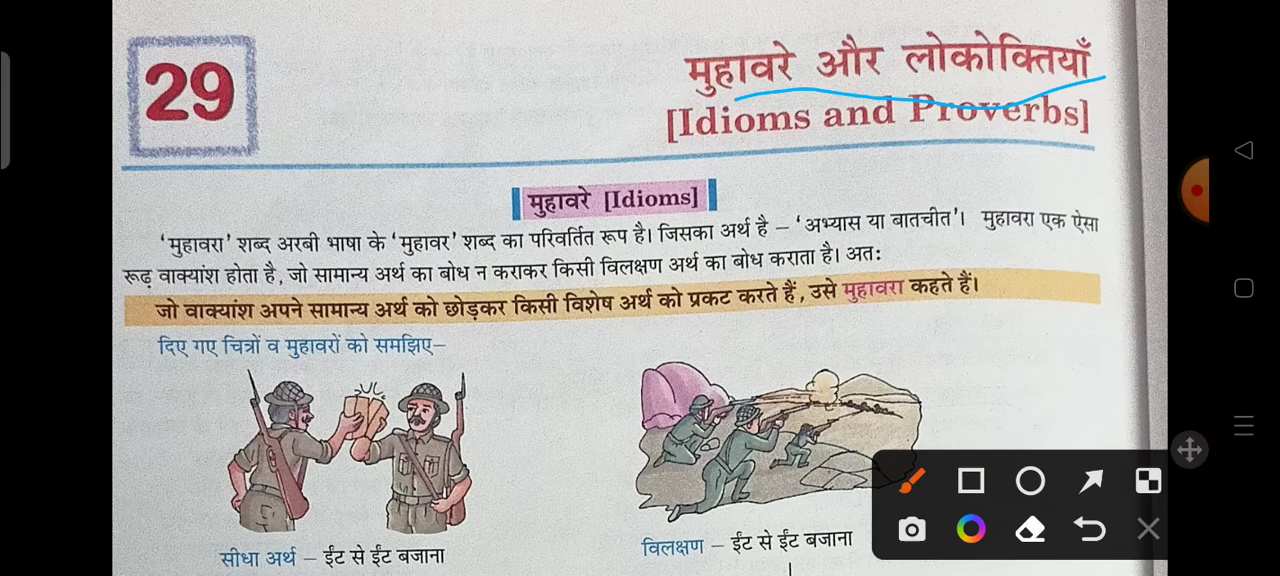 29
मुहावरे और लोकोक्तियाँ
[Idioms and Proverbs]
मुहावरे [Idioms]
'मुहावरा' शब्द अरबी भाषा के 'मुहावर' शब्द का परिवर्तित रूप है। जिसका अर्थ है – 'अभ्यास या बातचीत'। मुहावरा एक ऐसा
रूढ़ वाक्यांश होता है, जो सामान्य अर्थ का बोध न कराकर किसी विलक्षण अर्थ का बोध कराता है। अतः
जो वाक्यांश अपने सामान्य अर्थ को छोड़कर किसी विशेष अर्थ को प्रकट करते हैं, उसे मुहावरा कहते हैं।
दिए गए चित्रों व मुहावरों को समझिए–
सीधा अर्थ – ईंट से ईंट बजाना
विलक्षण – ईंट से ईंट बजाना